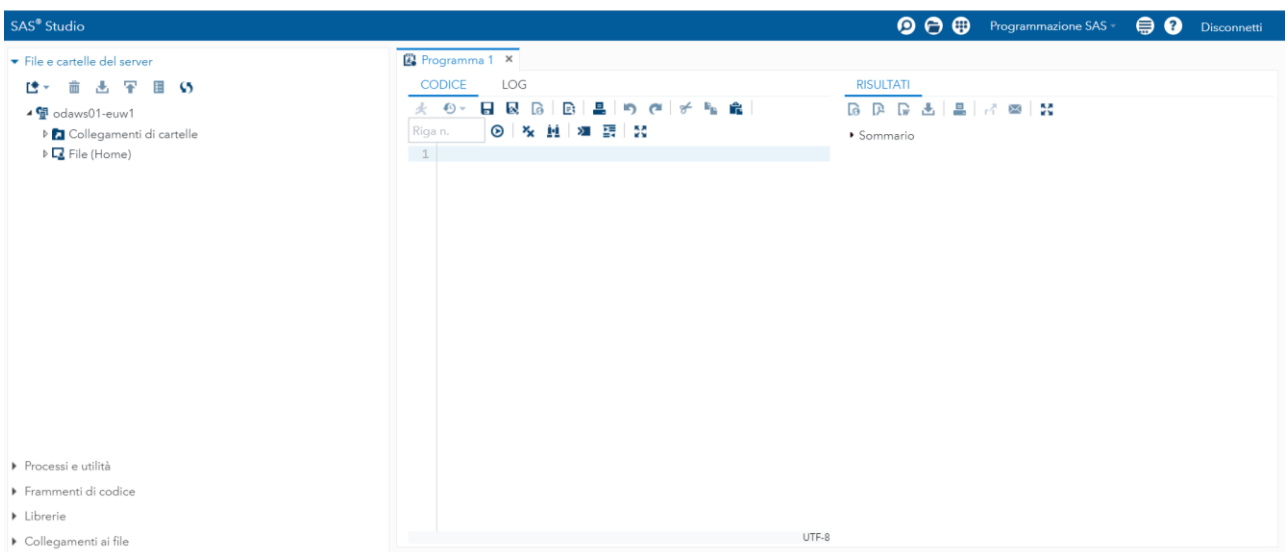 SAS® Studio
Programmazione SAS
Disconnetti
File e cartelle del server
odaws01-euw1
Collegamenti di cartelle
File (Home)
Processi e utilità
Frammenti di codice
Librerie
Collegamenti ai file
Programma 1
CODICE LOG
Riga n.
1
UTF-8
RISULTATI
Sommario